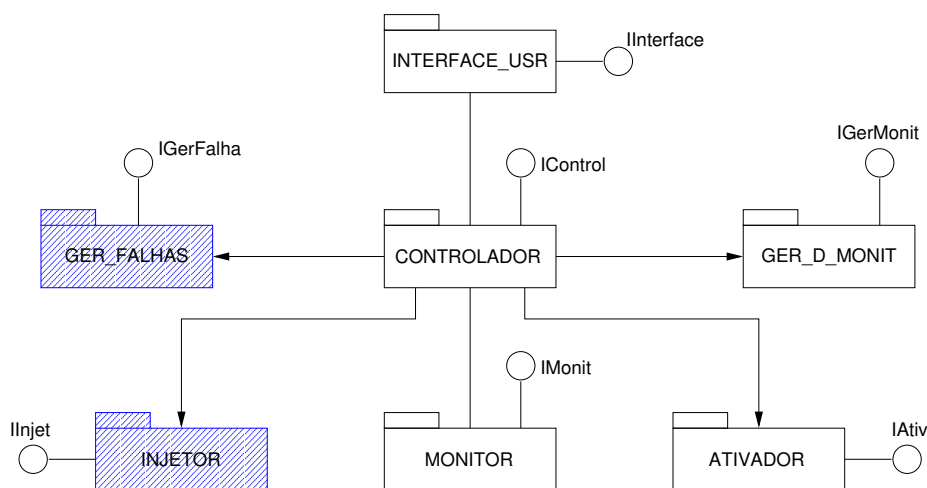 IInterface
INTERFACE_USR
IGerFalha
IControl
IGerMonit
GER_FALHAS
CONTROLADOR
GER_D_MONIT
IMonit
IInjet
INJETOR
MONITOR
ATIVADOR
IAtiv